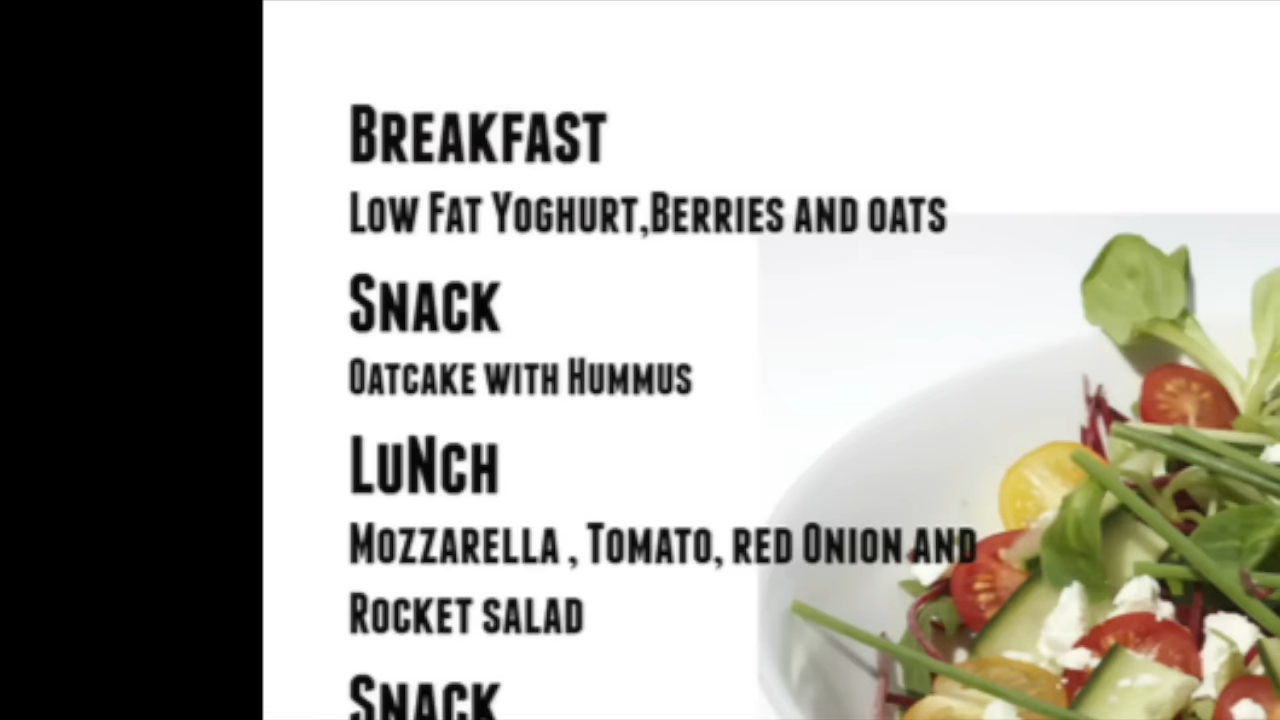 Breakfast
Low Fat Yoghurt,Berries and oats
Snack
Oatcake with Hummus
LuNch
Mozzarella , Tomato, red Onion and
Rocket salad
Snack